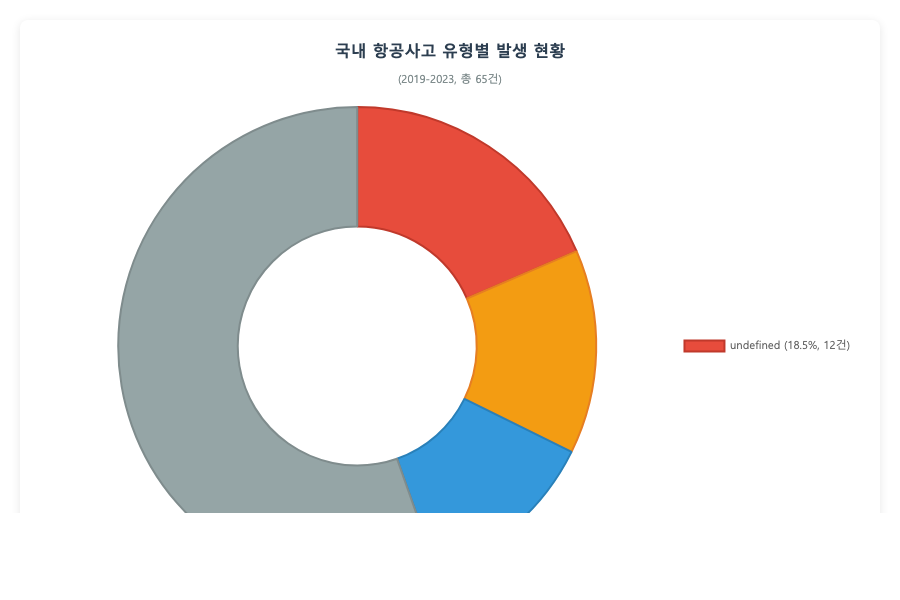 국내 항공사고 유형별 발생 현황
(2019-2023, 총 65건)
undefined (18.5%, 12건)